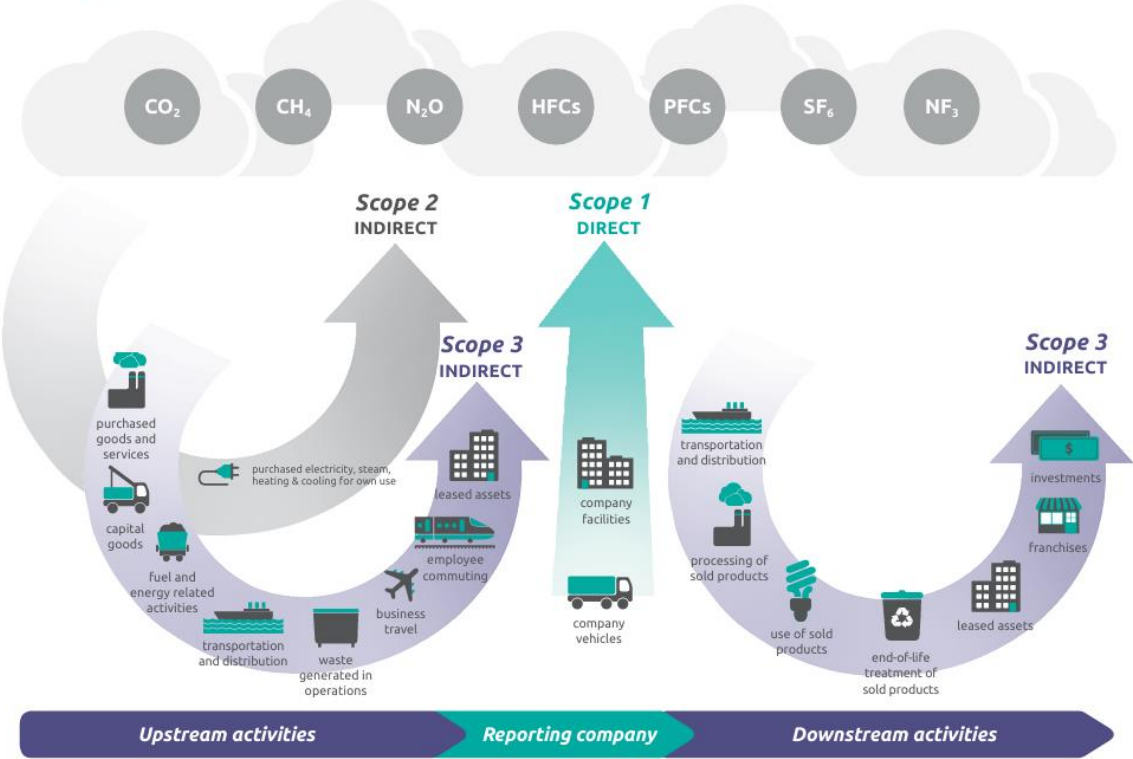 CO₂
CH₄
N₂O
HFCs
PFCs
SF₆
NF₃
Scope 2
INDIRECT
Scope 1
DIRECT
Scope 3
INDIRECT
Scope 3
INDIRECT
purchased
goods and
services
capital
goods
fuel and
energy related
activities
transportation
and distribution
waste
generated in
operations
business
travel
employee
commuting
leased assets
purchased electricity, steam,
heating & cooling for own use
company
facilities
company
vehicles
transportation
and distribution
processing of
sold products
use of sold
products
end-of-life
treatment of
sold products
leased assets
franchises
$
investments
Upstream activities
Reporting company
Downstream activities